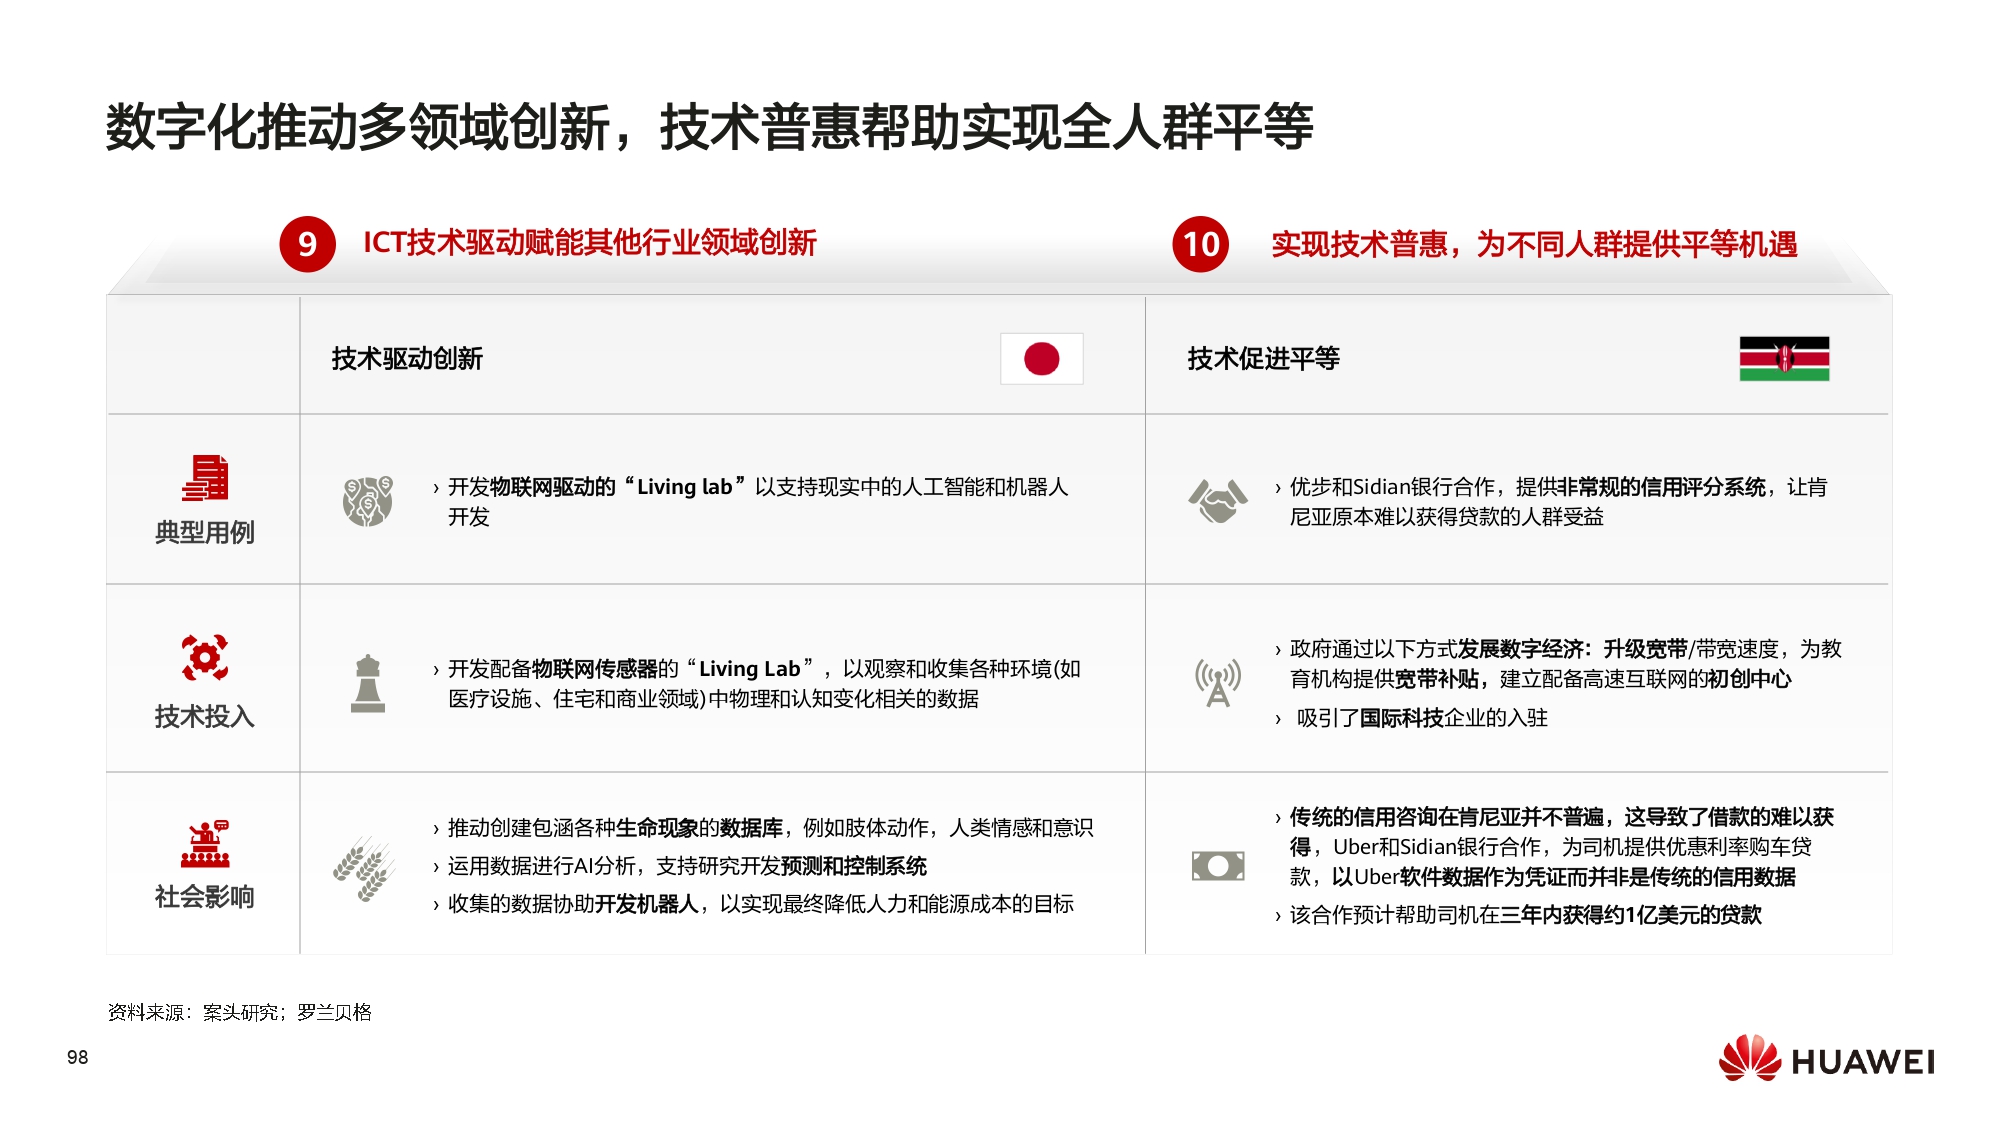 数字化推动多领域创新，技术普惠帮助实现全人群平等
9 ICT技术驱动赋能其他行业领域创新
10 实现技术普惠，为不同人群提供平等机遇
技术驱动创新
技术促进平等
典型用例
› 开发物联网驱动的“Living lab”以支持现实中的人工智能和机器人
开发
› 优步和Sidian银行合作，提供非常规的信用评分系统，让肯
尼亚原本难以获得贷款的人群受益
技术投入
› 开发配备物联网传感器的“Living Lab”，以观察和收集各种环境(如
医疗设施、住宅和商业领域)中物理和认知变化相关的数据
› 政府通过以下方式发展数字经济：升级宽带/带宽速度，为教
育机构提供宽带补贴，建立配备高速互联网的初创中心
› 吸引了国际科技企业的入驻
社会影响
› 推动创建包涵各种生命现象的数据库，例如肢体动作，人类情感和意识
› 运用数据进行AI分析，支持研究开发预测和控制系统
› 收集的数据协助开发机器人，以实现最终降低人力和能源成本的目标
› 传统的信用咨询在肯尼亚并不普遍，这导致了借款的难以获
得，Uber和Sidian银行合作，为司机提供优惠利率购车贷
款，以Uber软件数据作为凭证而并非是传统的信用数据
› 该合作预计帮助司机在三年内获得约1亿美元的贷款
资料来源：案头研究；罗兰贝格
98
HUAWEI